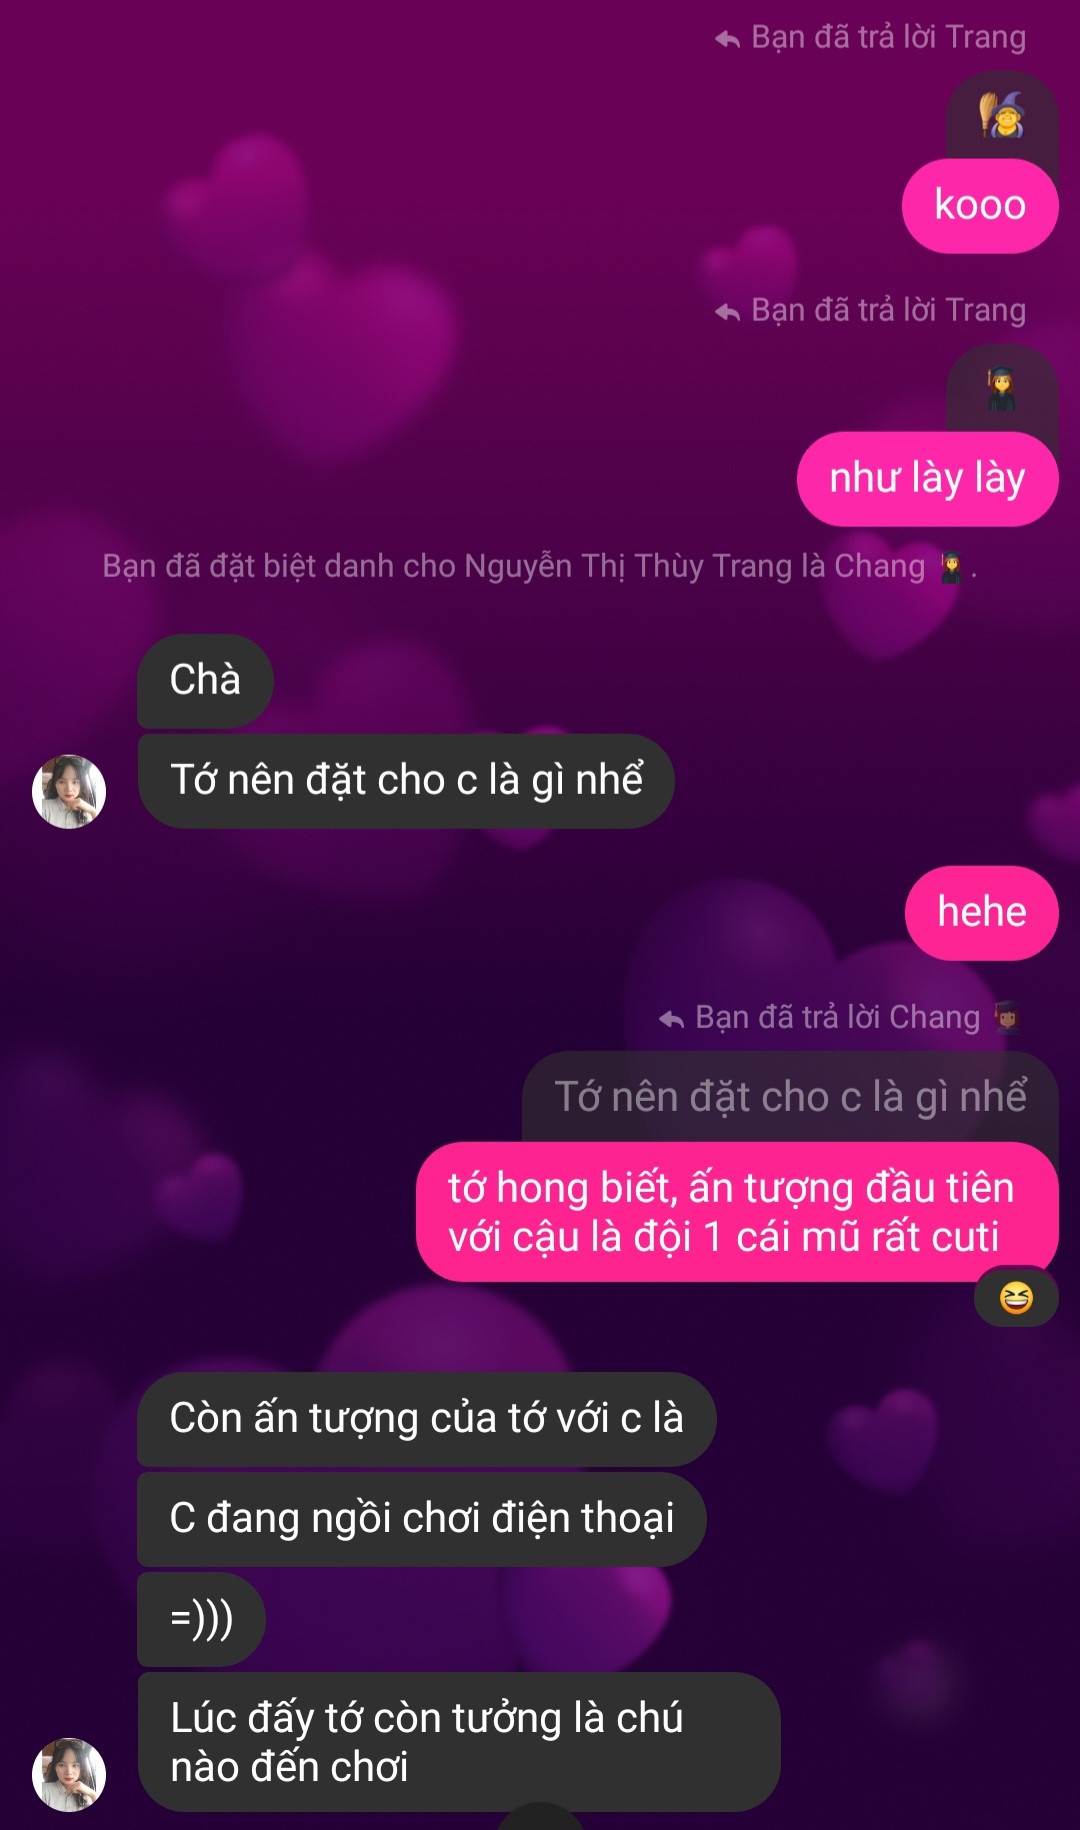 Bạn đã trả lời Trang
kooo
Bạn đã trả lời Trang
như lày lày
Bạn đã đặt biệt danh cho Nguyễn Thị Thùy Trang là Chang 👩‍🎓.
Chà
Tớ nên đặt cho c là gì nhể
hehe
Bạn đã trả lời Chang 👩🏾‍🎓
Tớ nên đặt cho c là gì nhể
tớ hong biết, ấn tượng đầu tiên
với cậu là đội 1 cái mũ rất cuti
Còn ấn tượng của tớ với c là
C đang ngồi chơi điện thoại
=)))
Lúc đấy tớ còn tưởng là chú
nào đến chơi